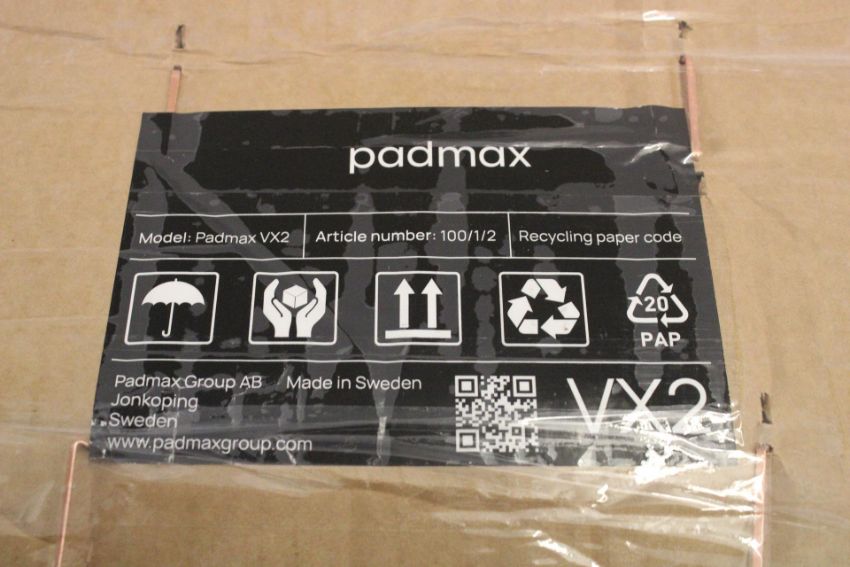 padmax
Model: Padmax VX2 Article number: 100/1/2 Recycling paper code
20
PAP
Padmax Group AB Made in Sweden
Jonkoping
Sweden
www.padmaxgroup.com
VX2